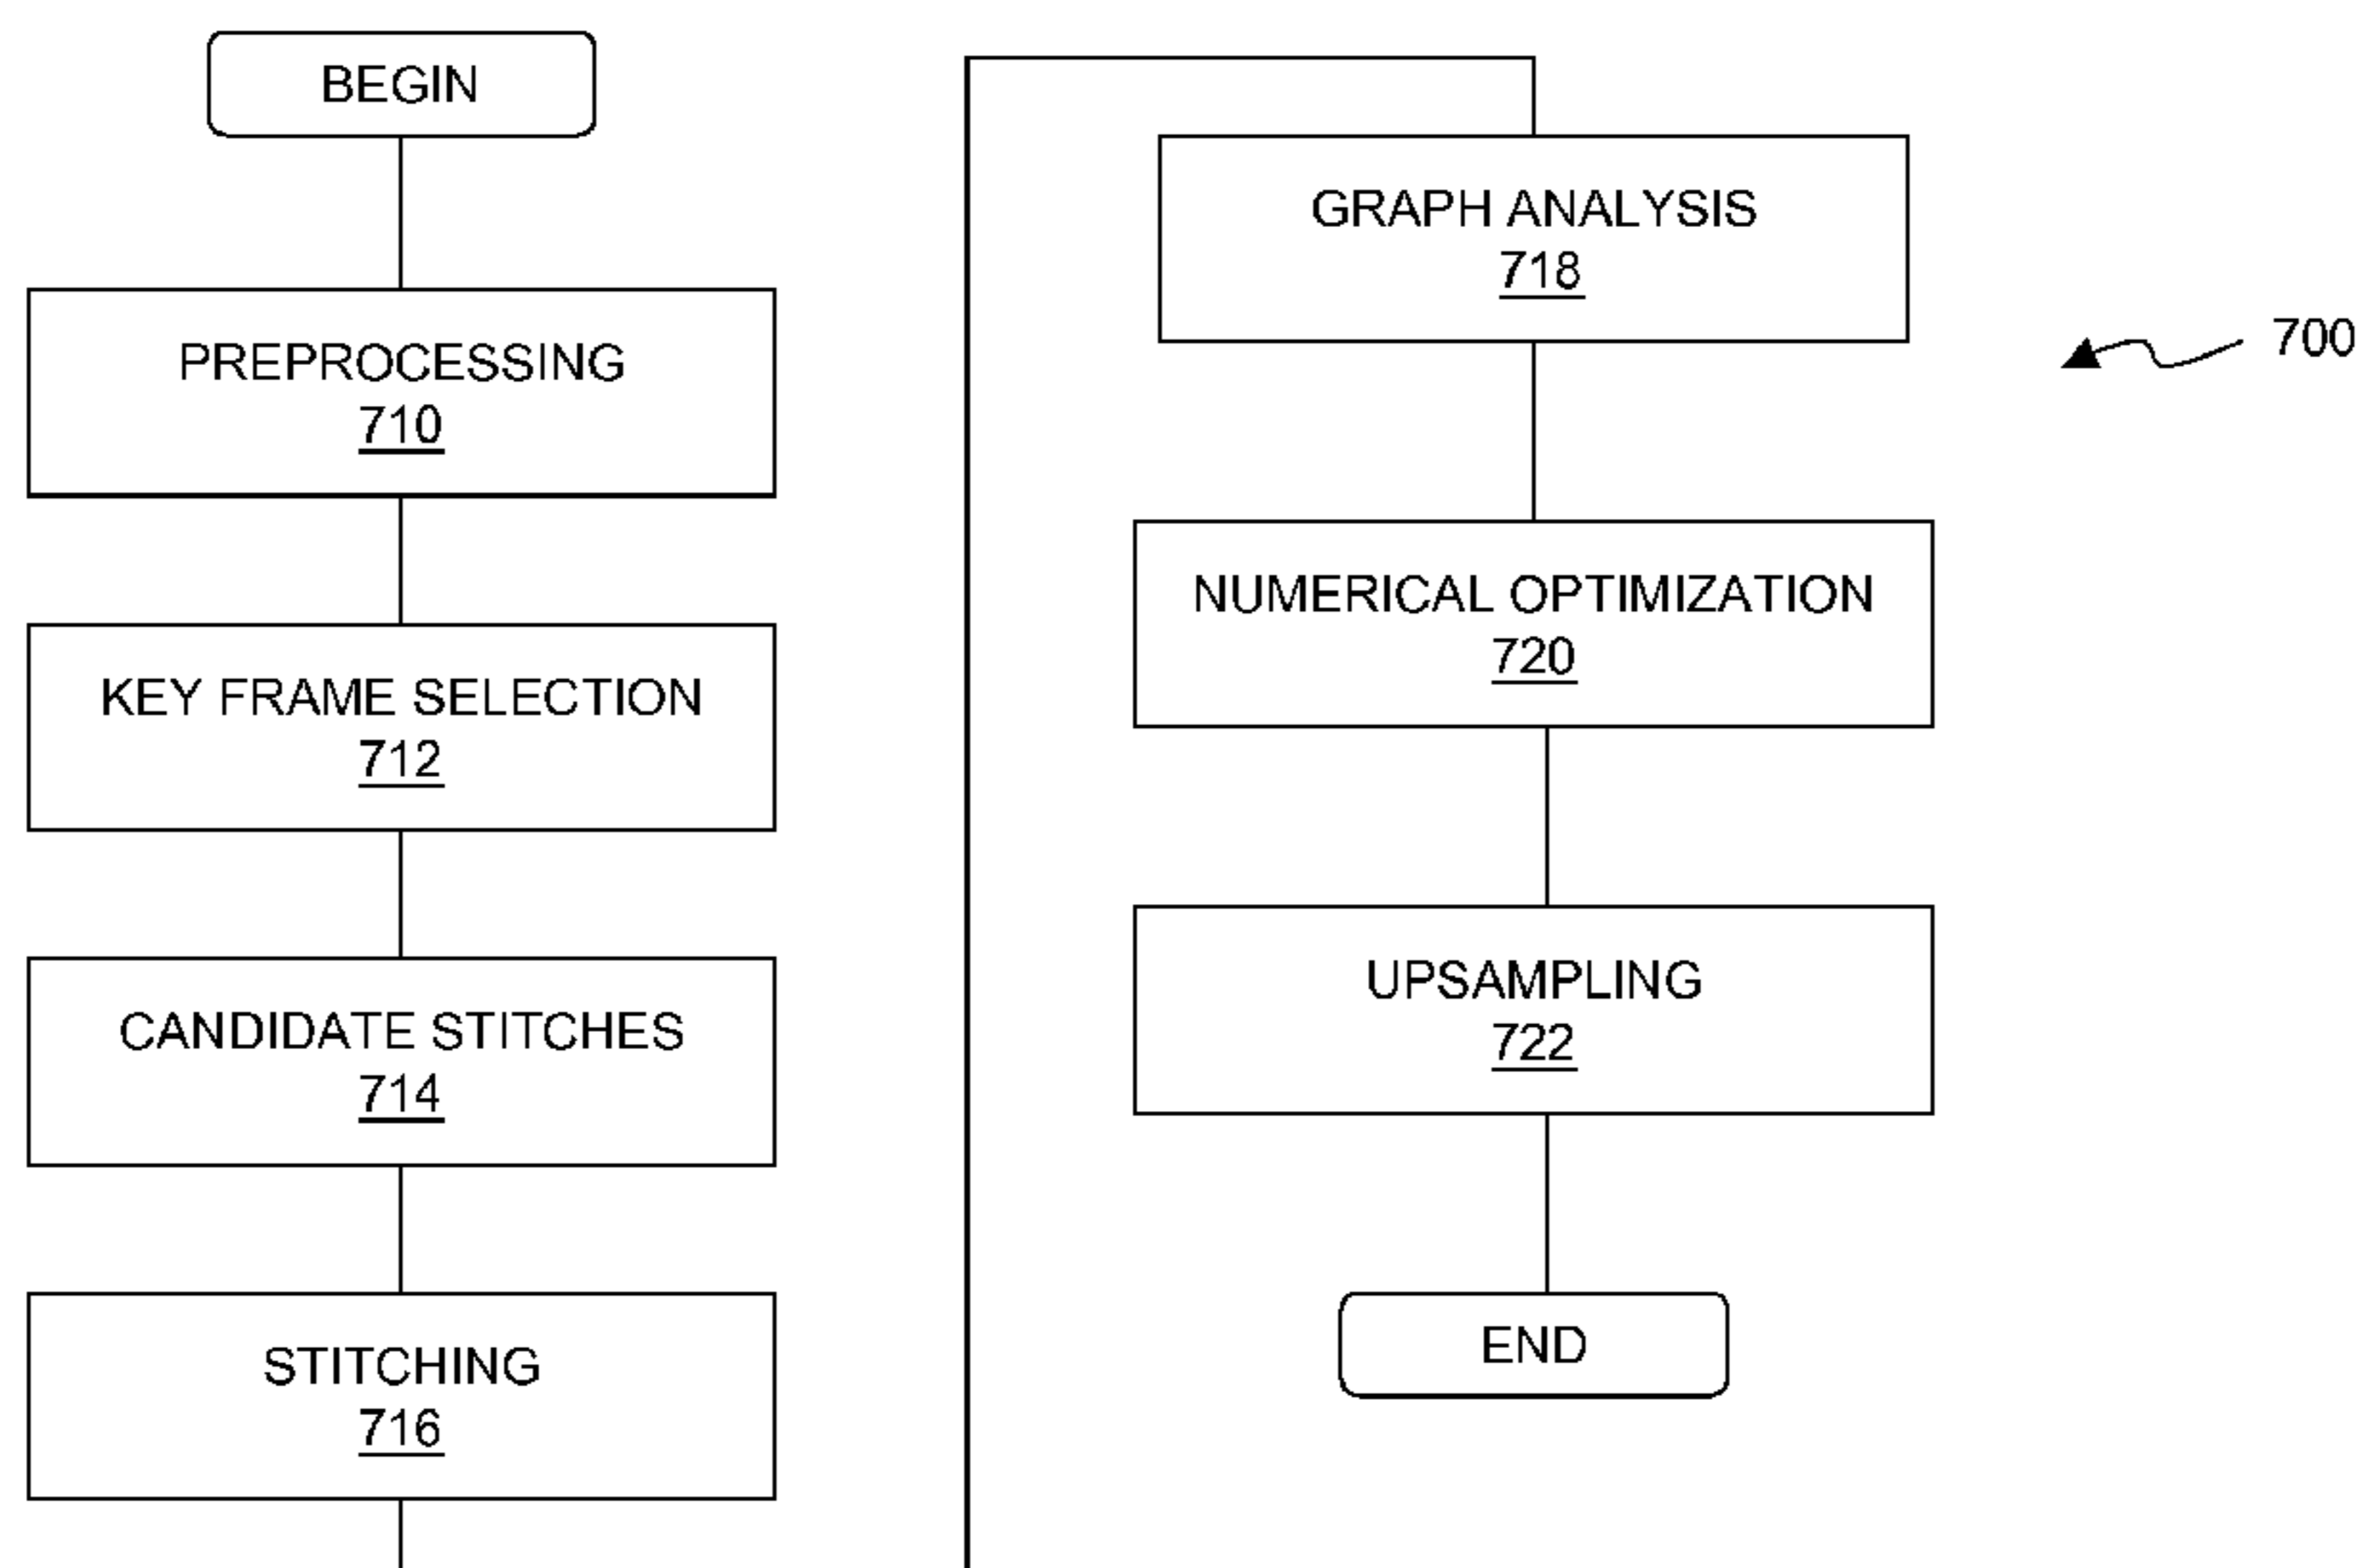 BEGIN
PREPROCESSING
710
KEY FRAME SELECTION
712
CANDIDATE STITCHES
714
STITCHING
716
GRAPH ANALYSIS
718
NUMERICAL OPTIMIZATION
720
UPSAMPLING
722
END
700